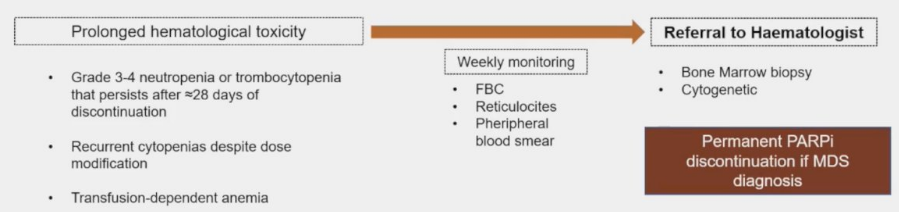 Prolonged hematological toxicity
Grade 3-4 neutropenia or trombocytopenia
that persists after ≈28 days of
discontinuation
Recurrent cytopenias despite dose
modification
Transfusion-dependent anemia
Weekly monitoring
FBC
Reticulocites
Pheripheral
blood smear
Referral to Haematologist
Bone Marrow biopsy
Cytogenetic
Permanent PARPi
discontinuation if MDS
diagnosis